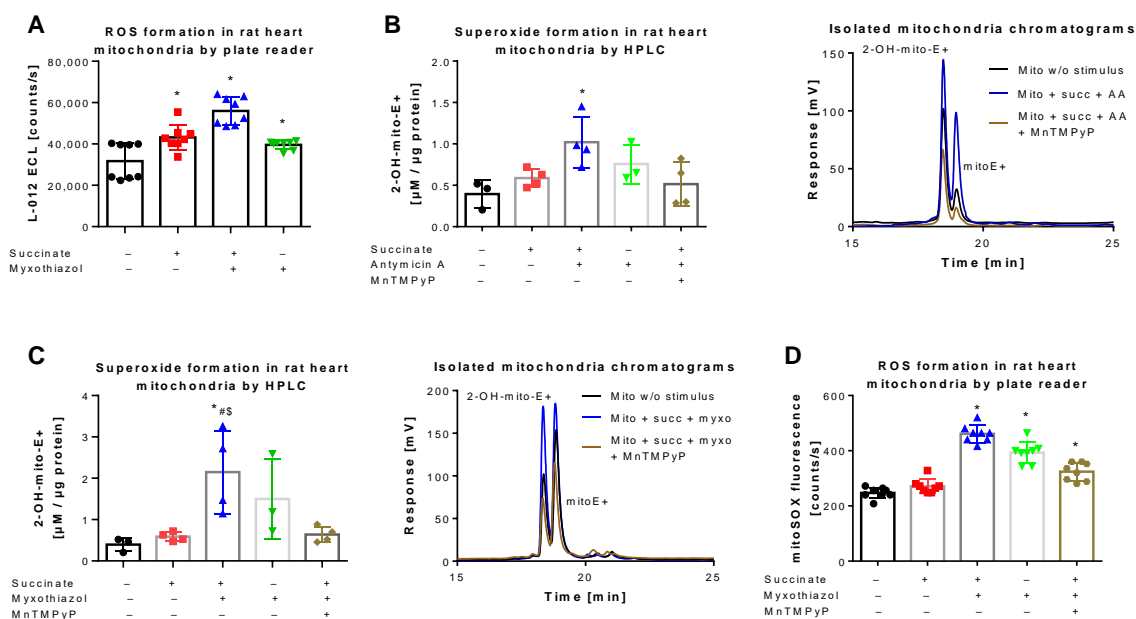 A
ROS formation in rat heart
mitochondria by plate reader
L-012 ECL [counts/s]
80,000
60,000
40,000
20,000
0
*
*
*
Succinate – + + –
Myxothiazol – – + +
B
Superoxide formation in rat heart
mitochondria by HPLC
2-OH-mito-E+
[µM / µg protein]
2.0
1.5
1.0
0.5
0.0
*
Succinate – + + – +
Antymicin A – – + + +
MnTMPyP – – – – +
Isolated mitochondria chromatograms
2-OH-mito-E+
Mito w/o stimulus
Mito + succ + AA
Mito + succ + AA
+ MnTMPyP
mitoE+
Response [mV]
150
100
50
0
15 20 25
Time [min]
C
Superoxide formation in rat heart
mitochondria by HPLC
2-OH-mito-E+
[µM / µg protein]
4
3
2
1
0
*#$
Succinate – + + – +
Myxothiazol – – + + +
MnTMPyP – – – – +
Isolated mitochondria chromatograms
2-OH-mito-E+
Mito w/o stimulus
Mito + succ + myxo
Mito + succ + myxo
+ MnTMPyP
mitoE+
Response [mV]
200
150
100
50
0
15 20 25
Time [min]
D
ROS formation in rat heart
mitochondria by plate reader
mitoSOX fluorescence
[counts/s]
600
400
200
0
*
*
*
Succinate – + + – +
Myxothiazol – – + + +
MnTMPyP – – – – +